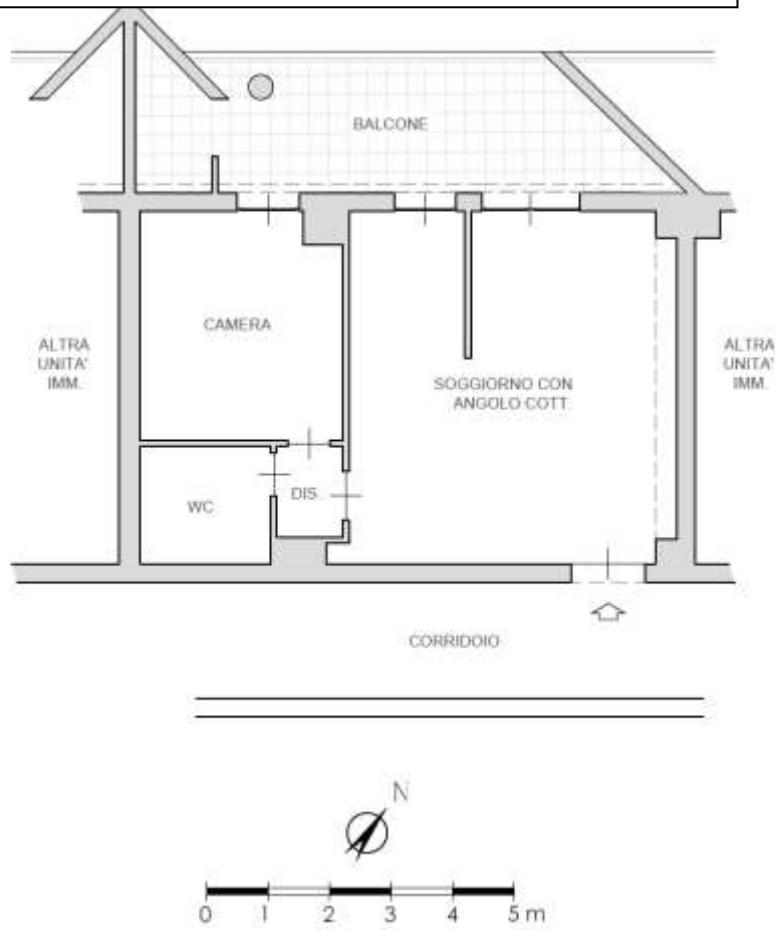 BALCONE
CAMERA
ALTRA
UNITA'
IMM.
SOGGIORNO CON
ANGOLO COTT.
ALTRA
UNITA'
IMM.
WC
DIS.
CORRIDOIO
N
0 1 2 3 4 5 m